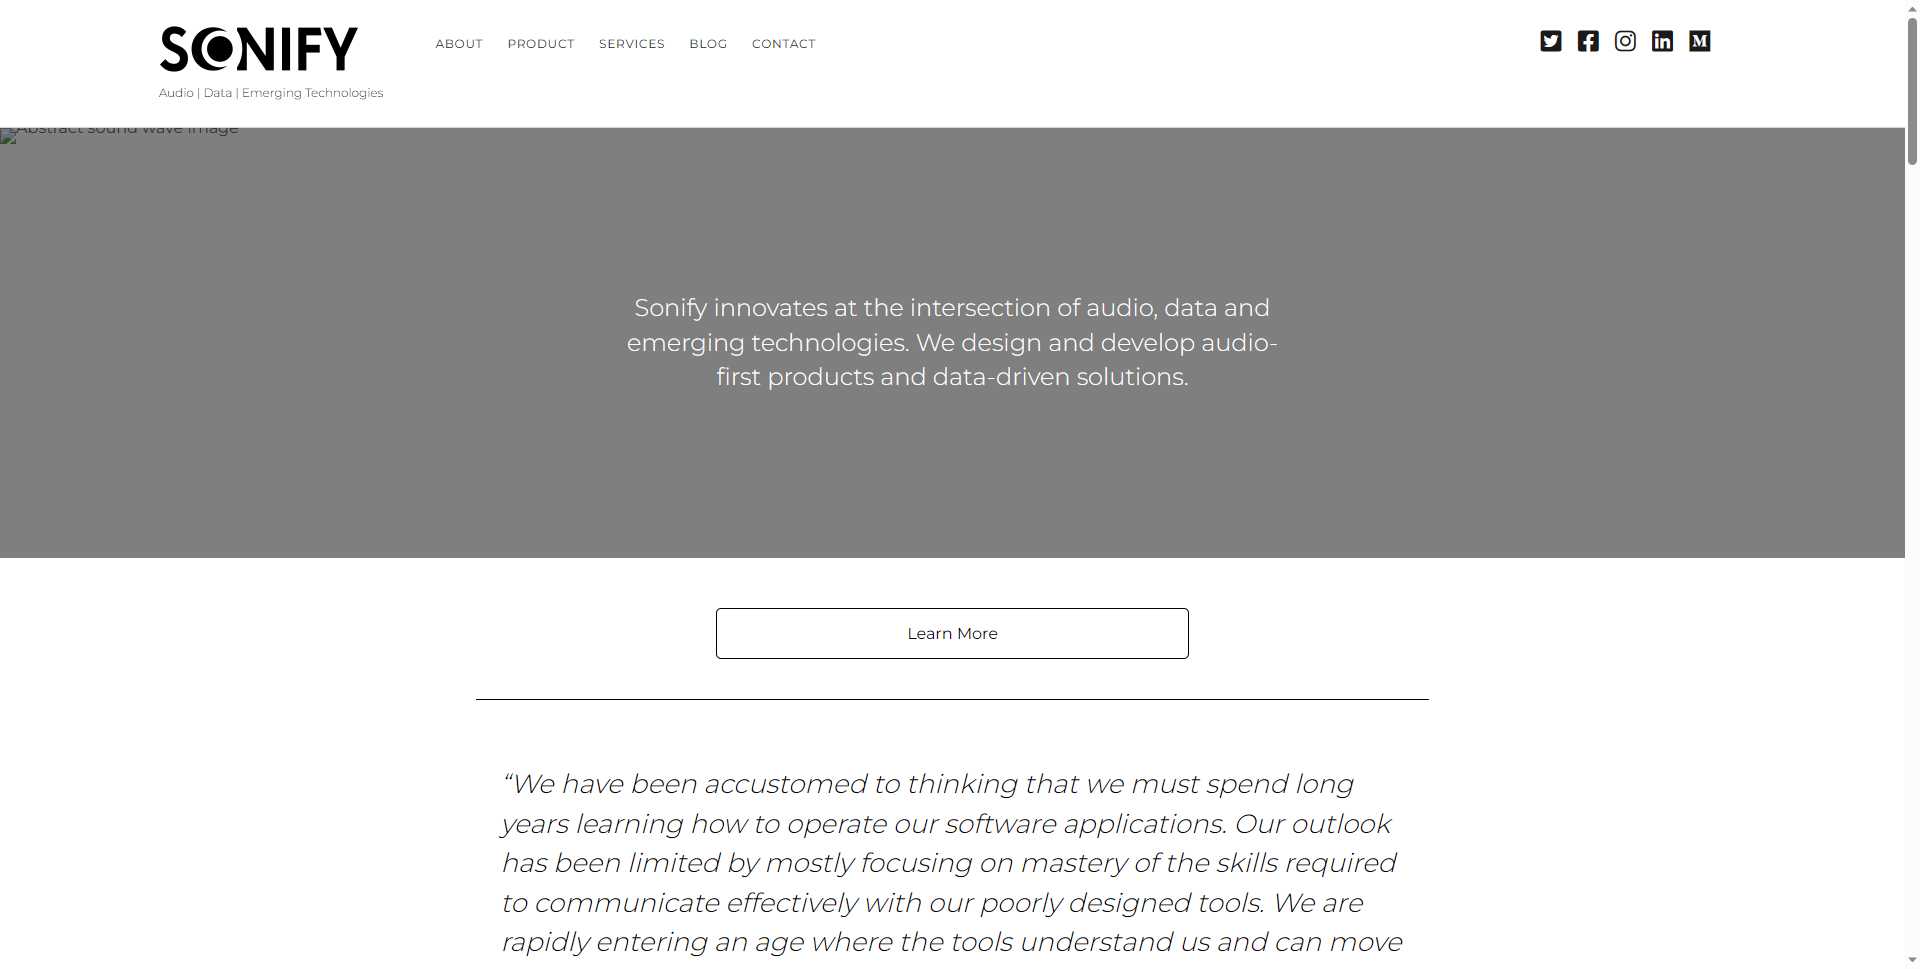 SONIFY
Audio | Data | Emerging Technologies
ABOUT PRODUCT SERVICES BLOG CONTACT
Abstract sound wave image
Sonify innovates at the intersection of audio, data and
emerging technologies. We design and develop audio-
first products and data-driven solutions.
Learn More
“We have been accustomed to thinking that we must spend long
years learning how to operate our software applications. Our outlook
has been limited by mostly focusing on mastery of the skills required
to communicate effectively with our poorly designed tools. We are
rapidly entering an age where the tools understand us and can move